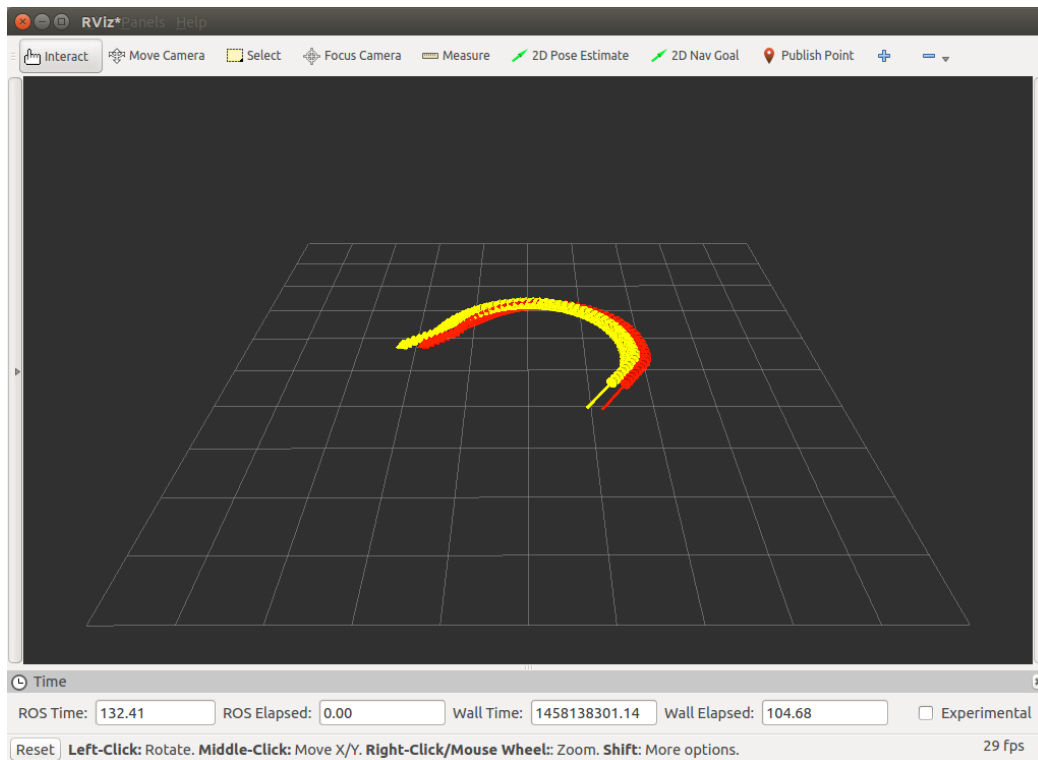 RViz* Panels Help
Interact Move Camera Select Focus Camera Measure 2D Pose Estimate 2D Nav Goal Publish Point
Time
ROS Time: 132.41 ROS Elapsed: 0.00 Wall Time: 1458138301.14 Wall Elapsed: 104.68 Experimental
Reset Left-Click: Rotate. Middle-Click: Move X/Y. Right-Click/Mouse Wheel:: Zoom. Shift: More options. 29 fps